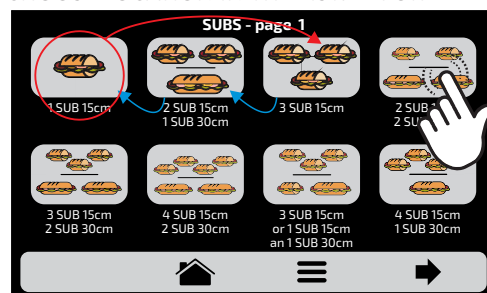 SUBS - page 1
1 SUB 15cm
2 SUB 15cm
1 SUB 30cm
3 SUB 15cm
2 SUB
2 SUB
3 SUB 15cm
2 SUB 30cm
4 SUB 15cm
2 SUB 30cm
3 SUB 15cm
or 1 SUB 15cm
an 1 SUB 30cm
4 SUB 15cm
1 SUB 30cm